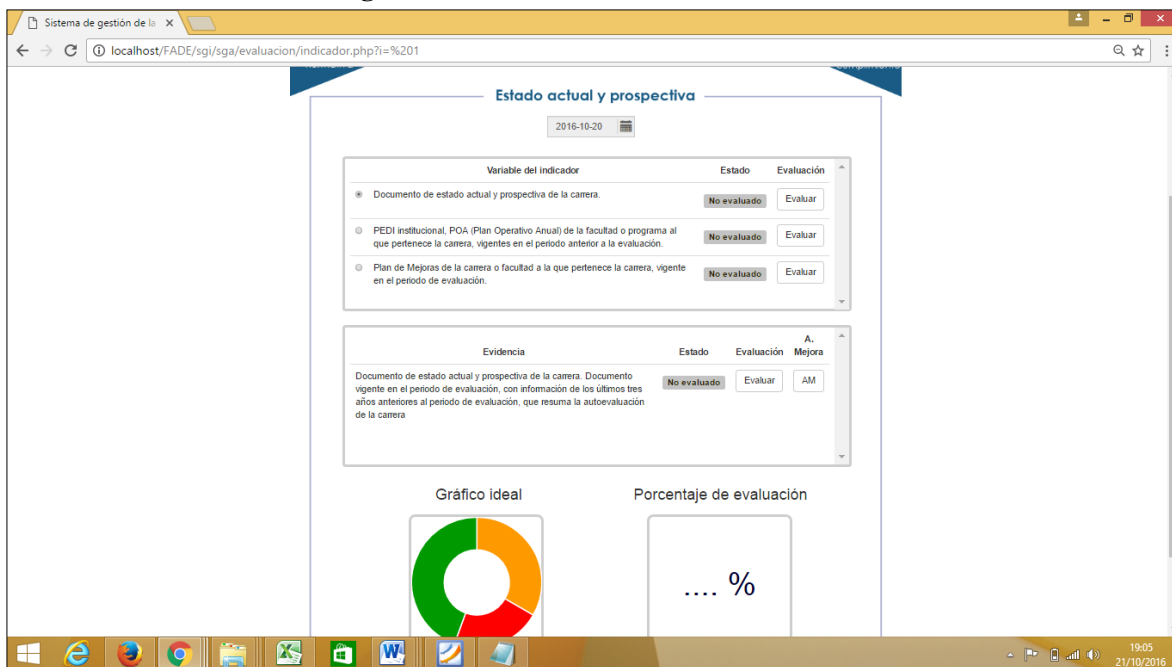 Sistema de gestión de la
localhost/FADE/sgi/sga/evaluacion/indicador.php?i=%201
Estado actual y prospectiva
2016-10-20
Variable del indicador Estado Evaluación
Documento de estado actual y prospectiva de la carrera. No evaluado Evaluar
PEDI institucional, POA (Plan Operativo Anual) de la facultad o programa al
que pertenece la carrera, vigentes en el periodo anterior a la evaluación. No evaluado Evaluar
Plan de Mejoras de la carrera o facultad a la que pertenece la carrera, vigente
en el periodo de evaluación. No evaluado Evaluar
Evidencia Estado Evaluación A. Mejora
Documento de estado actual y prospectiva de la carrera. Documento
vigente en el periodo de evaluación, con información de los últimos tres
años anteriores al periodo de evaluación, que resuma la autoevaluación
de la carrera
No evaluado Evaluar AM
Gráfico ideal Porcentaje de evaluación
.... %
19:05
21/10/2016